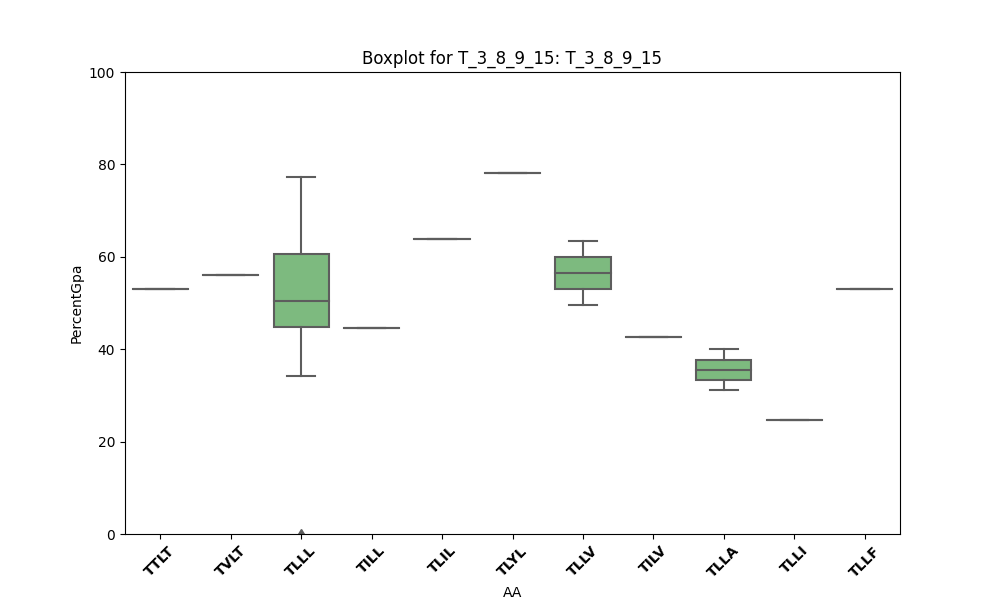 Boxplot for T_3_8_9_15: T_3_8_9_15
100
80
60
40
20
0
PercentGpa
TTLT
TVLT
TLLL
TILL
TLIL
TLYL
TLLV
TILV
TLLA
TLLI
TLLF
AA